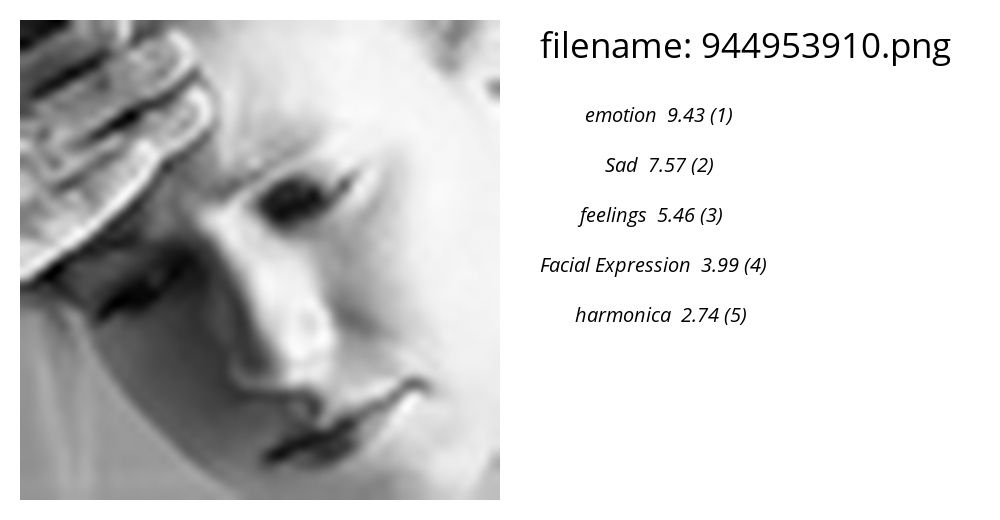 filename: 944953910.png
emotion 9.43 (1)
Sad 7.57 (2)
feelings 5.46 (3)
Facial Expression 3.99 (4)
harmonica 2.74 (5)